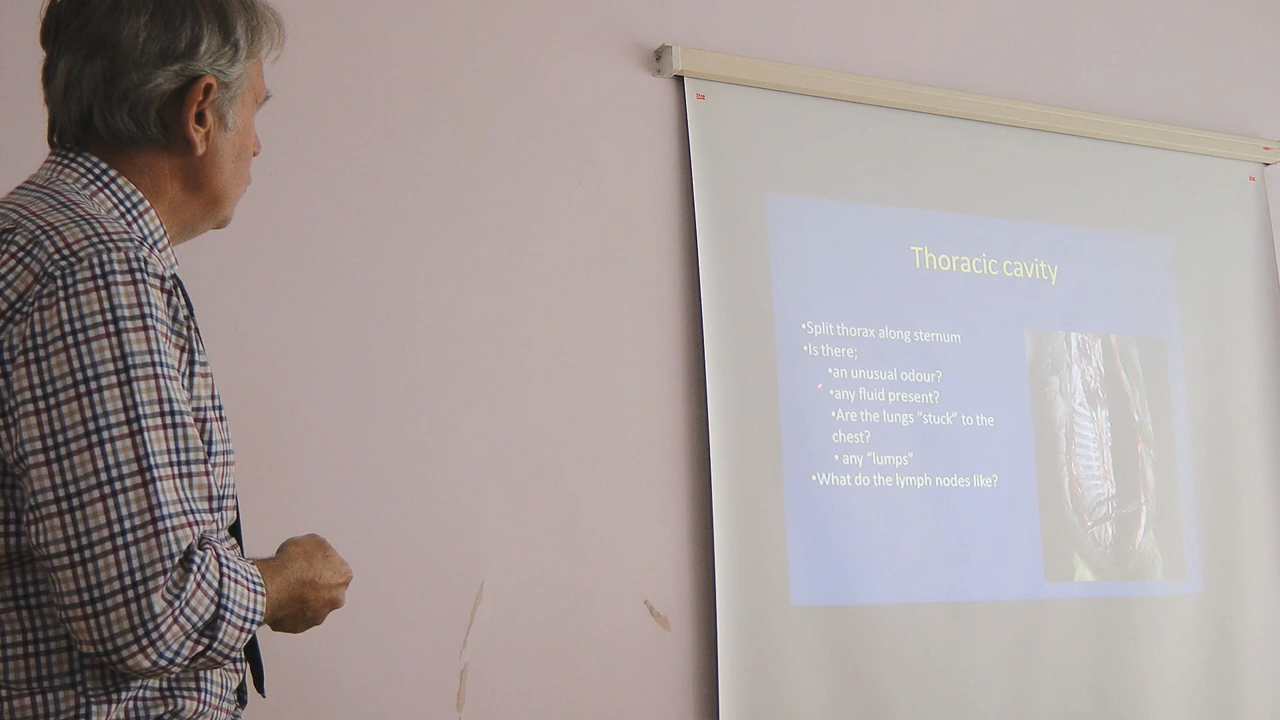 Thoracic cavity
•Split thorax along sternum
•Is there;
•an unusual odour?
•any fluid present?
•Are the lungs "stuck" to the
chest?
• any "lumps"
•What do the lymph nodes like?